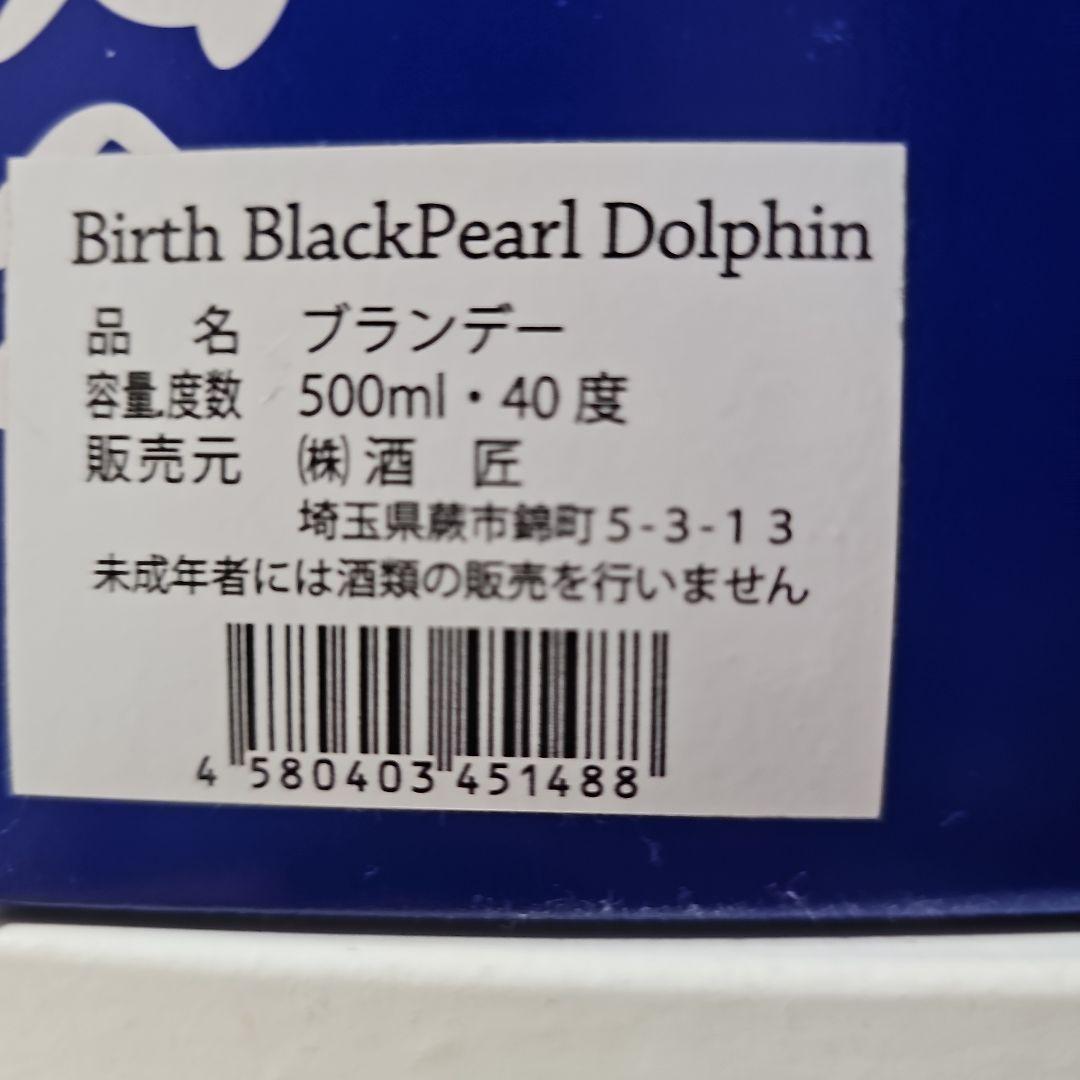 Birth BlackPearl Dolphin
品 名 ブランデー
容量.度数 500ml・40度
販売元 ㈱酒 匠
埼玉県蕨市錦町5-3-13
未成年者には酒類の販売を行いません
4 580403 451488